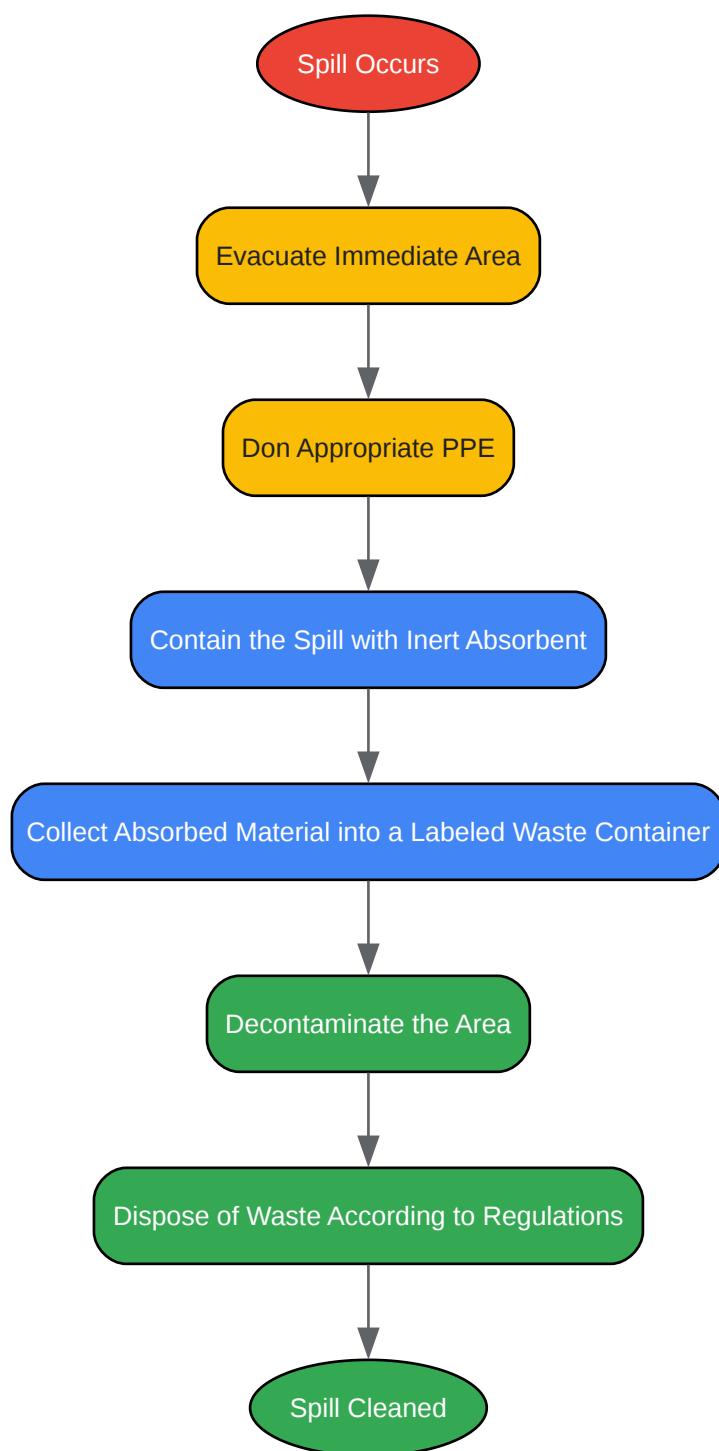 Spill Occurs
Evacuate Immediate Area
Don Appropriate PPE
Contain the Spill with Inert Absorbent
Collect Absorbed Material into a Labeled Waste Container
Decontaminate the Area
Dispose of Waste According to Regulations
Spill Cleaned